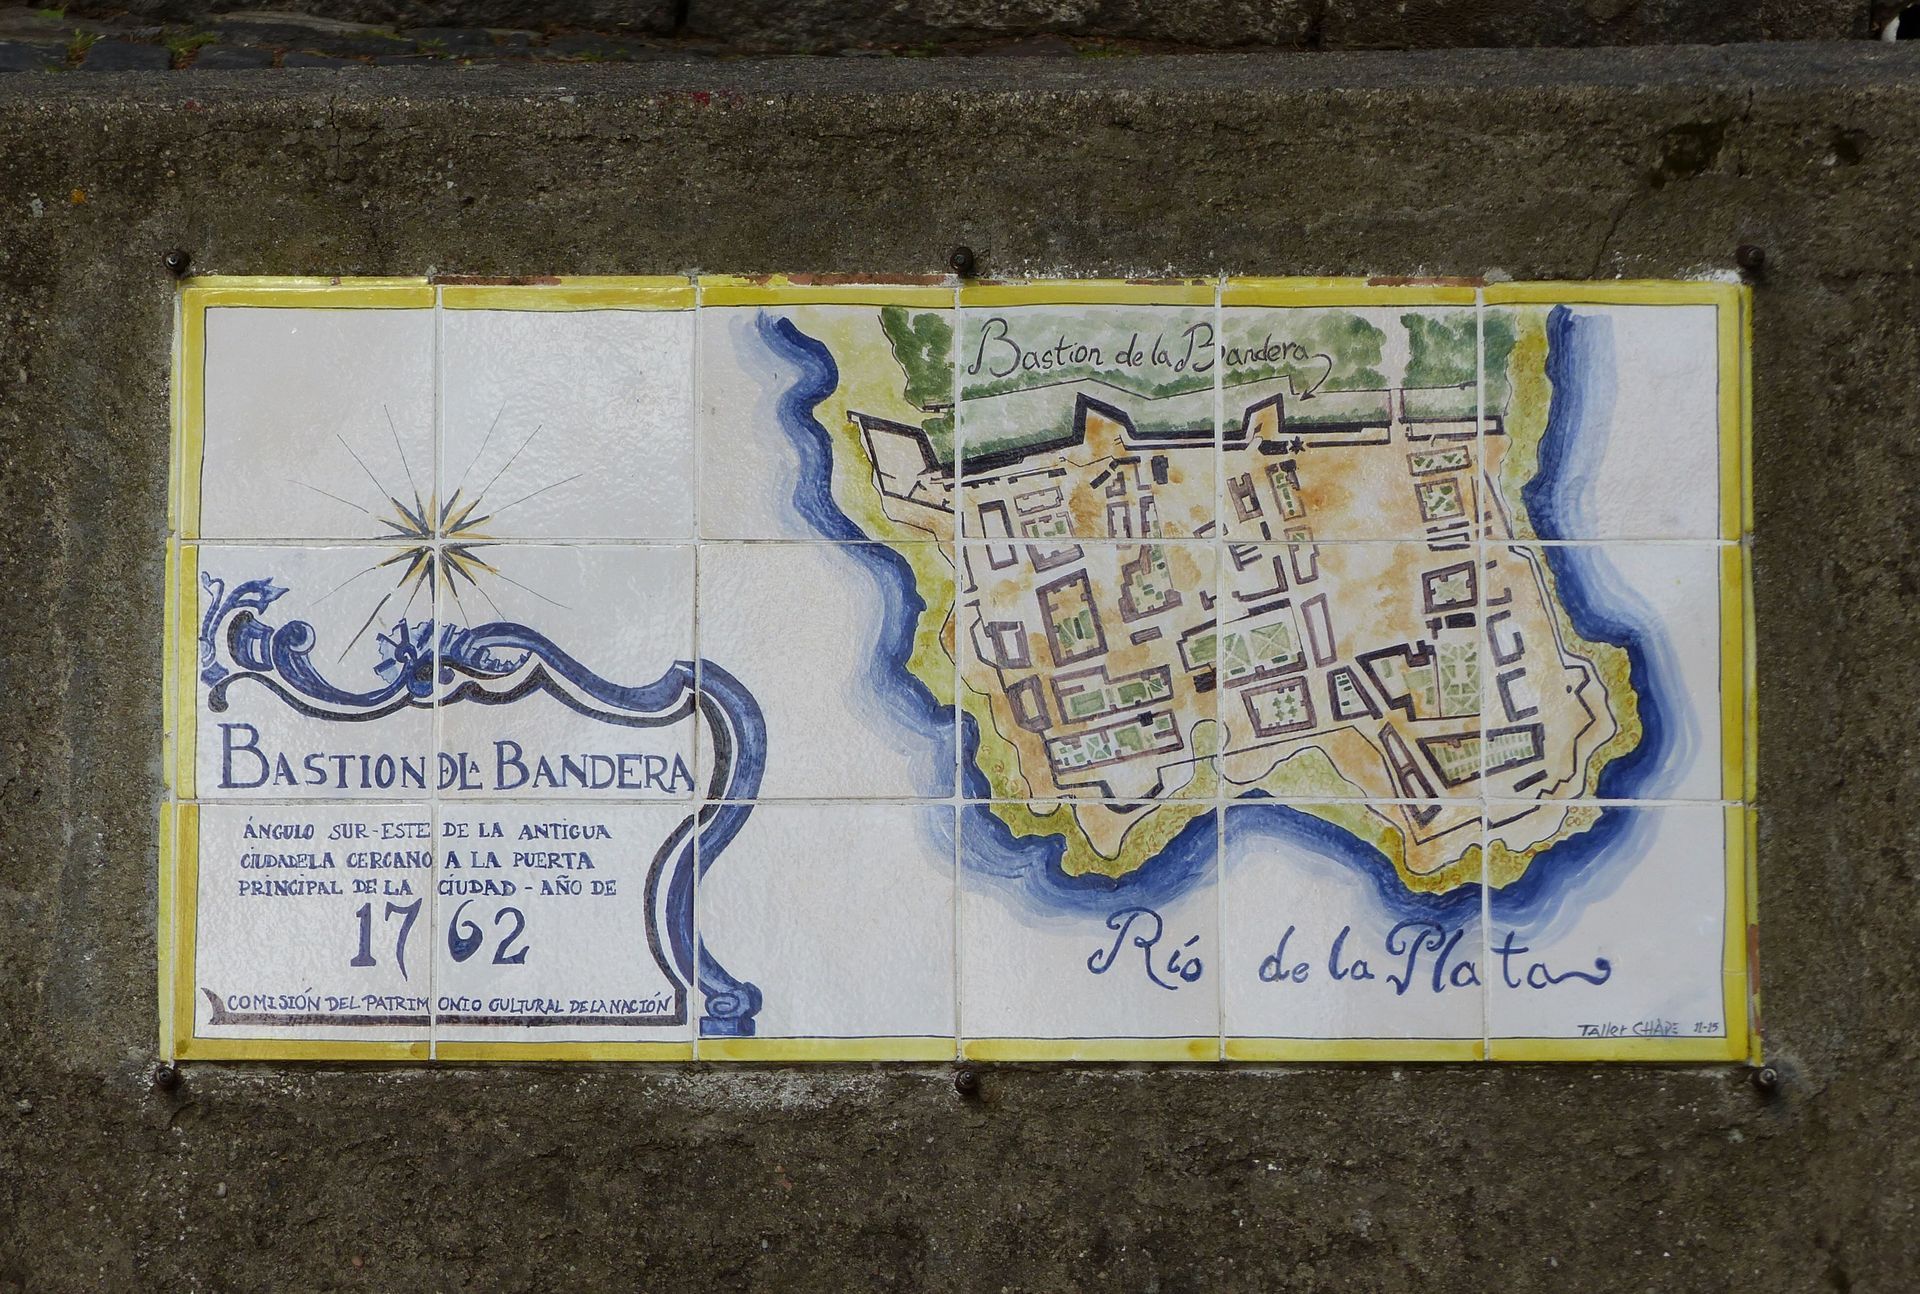 BASTION DLA BANDERA
ÁNGULO SUR-ESTE DE LA ANTIGUA
CIUDADELA CERCANO A LA PUERTA
PRINCIPAL DE LA CIUDAD - AÑO DE
1762
COMISIÓN DEL PATRIMONIO CULTURAL DE LA NACIÓN
Bastion de la Bandera
Río de la Plata
Taller CHAPE 11-15